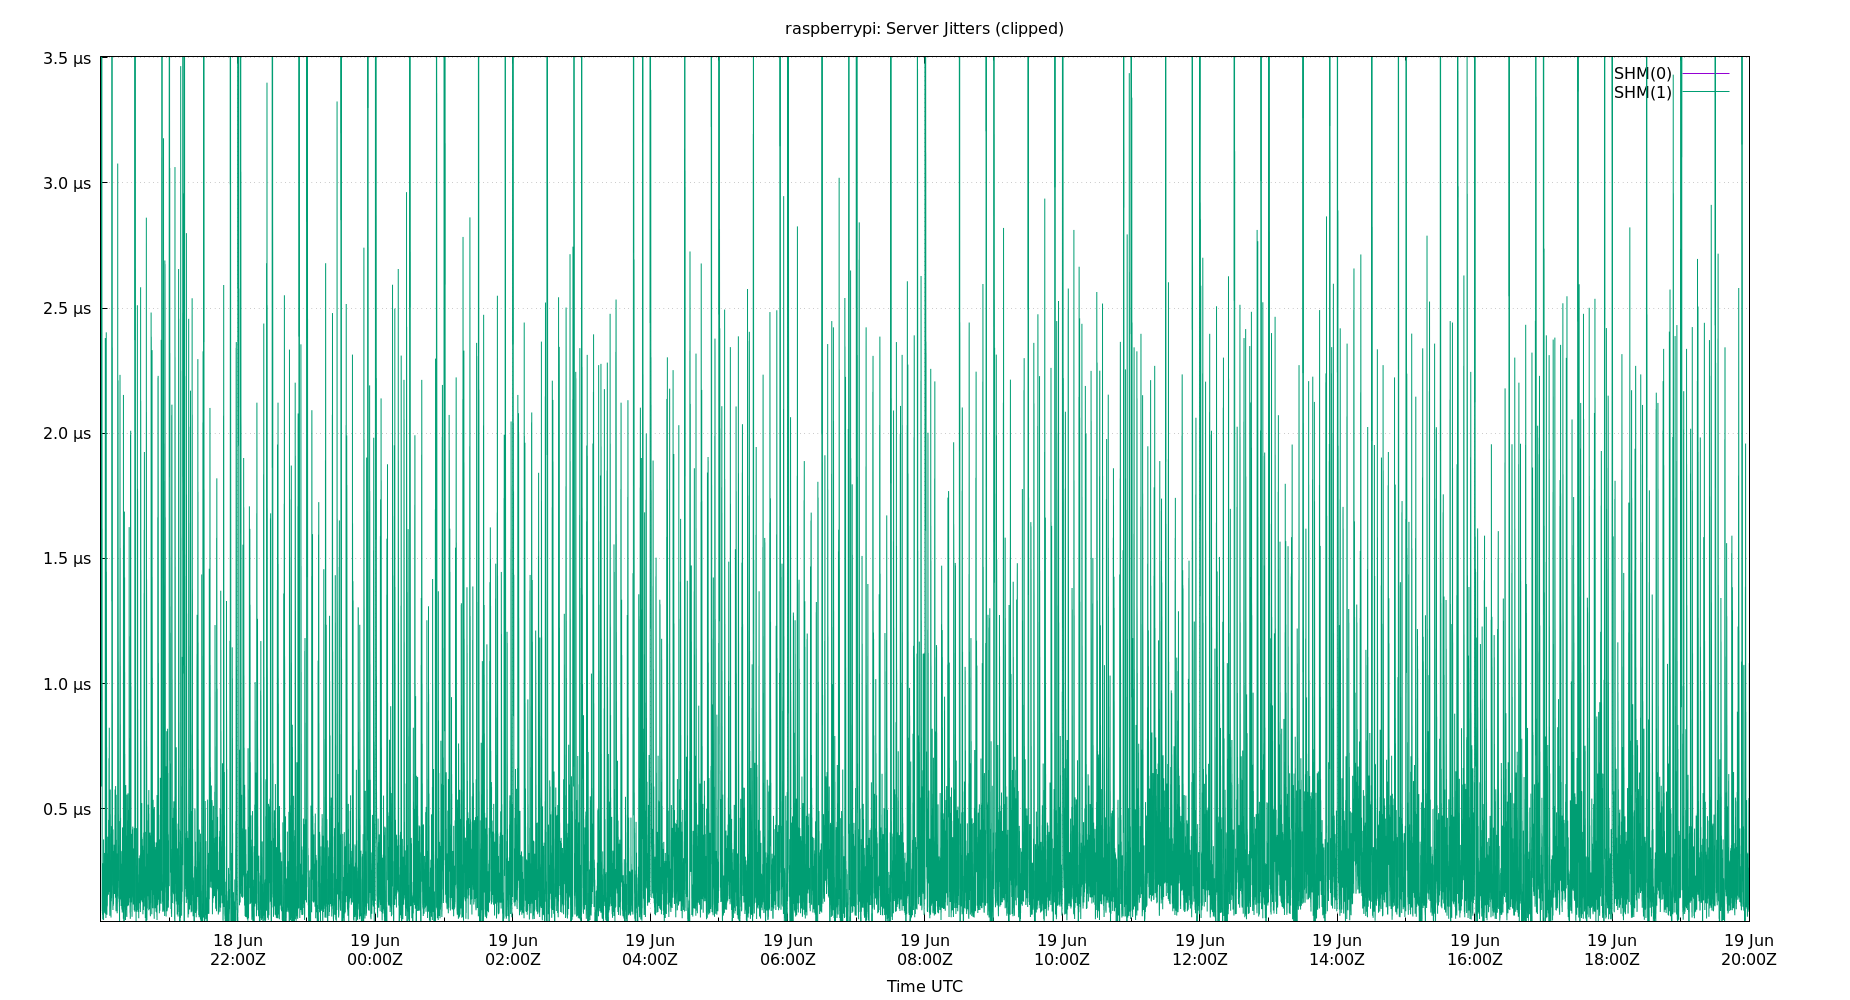 raspberrypi: Server Jitters (clipped)
3.5 µs
3.0 µs
2.5 µs
2.0 µs
1.5 µs
1.0 µs
0.5 µs
SHM(0)
SHM(1)
18 Jun 19 Jun 19 Jun 19 Jun 19 Jun 19 Jun 19 Jun 19 Jun 19 Jun 19 Jun 19 Jun 19 Jun
22:00Z 00:00Z 02:00Z 04:00Z 06:00Z 08:00Z 10:00Z 12:00Z 14:00Z 16:00Z 18:00Z 20:00Z
Time UTC